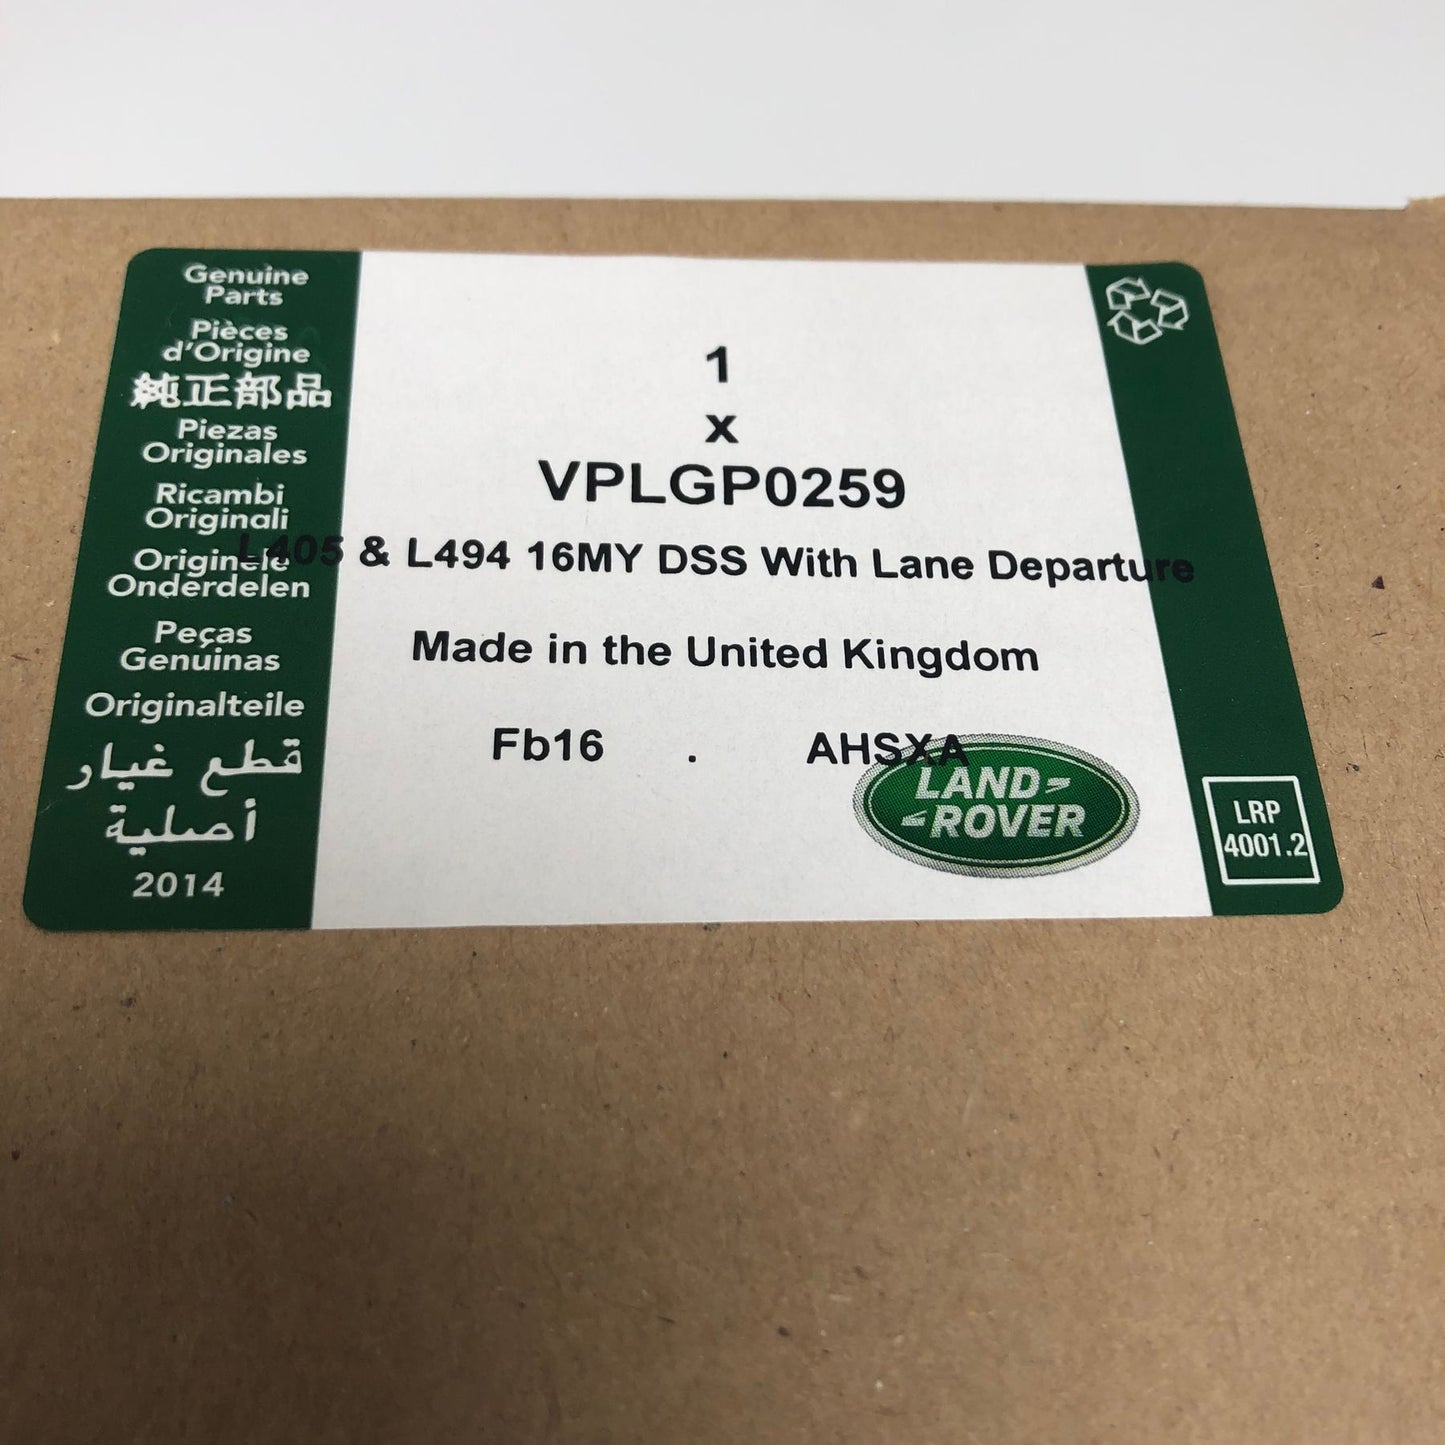 Genuine
Parts
Pièces
d'Origine
純正部品
Piezas
Originales
Ricambi
Originali
Originele
Onderdelen
Peças
Genuinas
Originalteile
قطع غيار
أصلية
2014
1
x
VPLGP0259
L405 & L494 16MY DSS With Lane Departure
Made in the United Kingdom
Fb16 . AHSXA
LAND
ROVER
LRP
4001.2